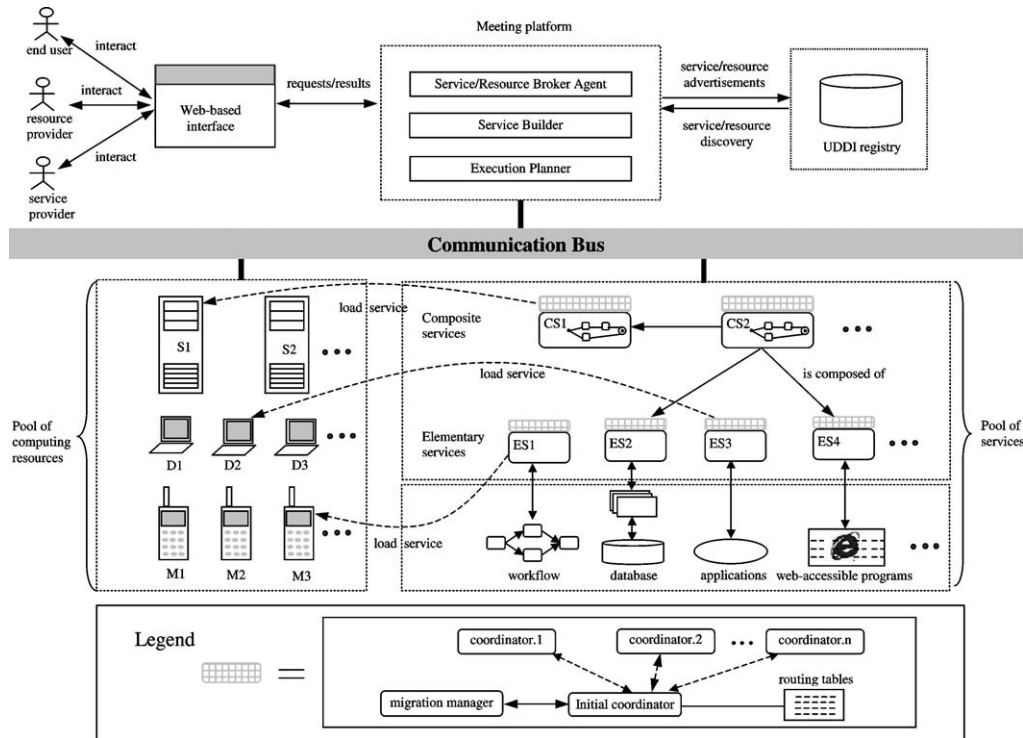 Meeting platform
end user
interact
interact
resource
provider
interact
service
provider
Web-based
interface
requests/results
Service/Resource Broker Agent
Service Builder
Execution Planner
service/resource
advertisements
service/resource
discovery
UDDI registry
Communication Bus
Pool of
computing
resources
S1
S2
D1
D2
D3
M1
M2
M3
load service
load service
load service
Composite
services
CS1
CS2
is composed of
Elementary
services
ES1
ES2
ES3
ES4
workflow
database
applications
web-accessible programs
Pool of
services
Legend
coordinator.1
coordinator.2
coordinator.n
migration manager
Initial coordinator
routing tables